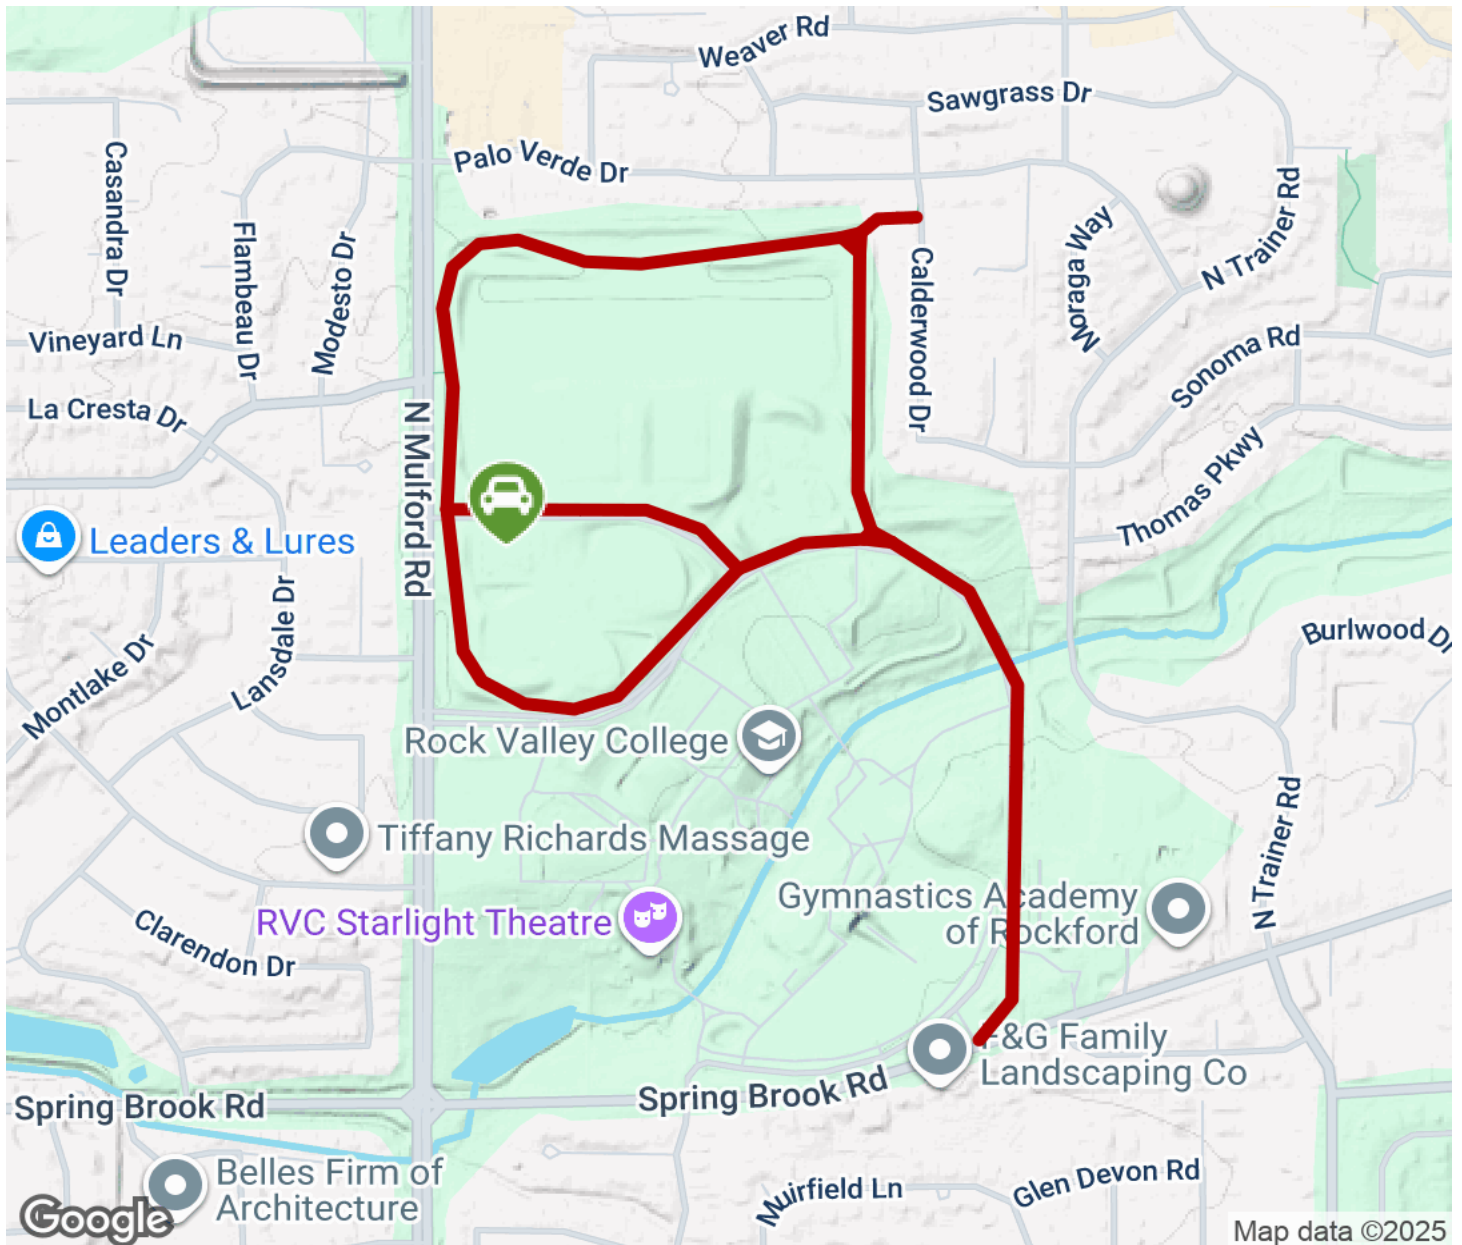 Weaver Rd
Sawgrass Dr
Palo Verde Dr
Casandra Dr
Flambeau Dr
Modesto Dr
Calderwood Dr
Moraga Way
N Trainer Rd
Vineyard Ln
La Cresta Dr
Sonoma Rd
N Mulford Rd
Thomas Pkwy
Leaders & Lures
Lansdale Dr
Montlake Dr
Burlwood Dr
Rock Valley College
Tiffany Richards Massage
N Trainer Rd
RVC Starlight Theatre
Gymnastics Academy
of Rockford
Clarendon Dr
F&G Family
Landscaping Co
Spring Brook Rd
Spring Brook Rd
Belles Firm of
Architecture
Muirfield Ln
Glen Devon Rd
Google
Map data ©2025